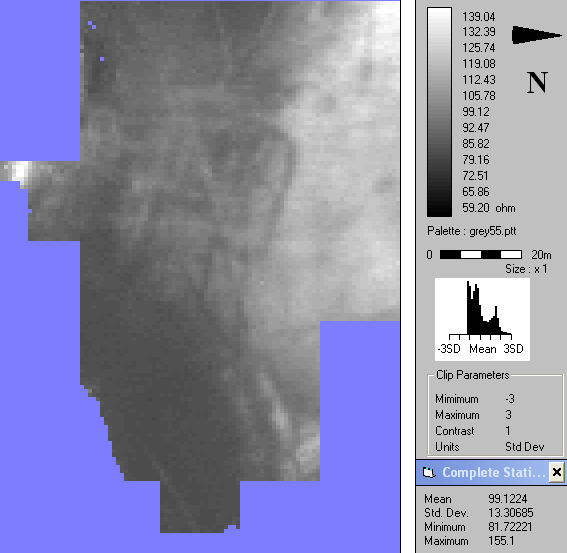 139.04
132.39
125.74
119.08
112.43
105.78
99.12
92.47
85.82
79.16
72.51
65.86
59.20 ohm
N
Palette : grey55.ptt
0 20m
Size : x 1
-3SD Mean 3SD
Clip Parameters
Minimum -3
Maximum 3
Contrast 1
Units Std Dev
Complete Stati...
Mean 99.1224
Std. Dev. 13.30685
Minimum 81.72221
Maximum 155.1